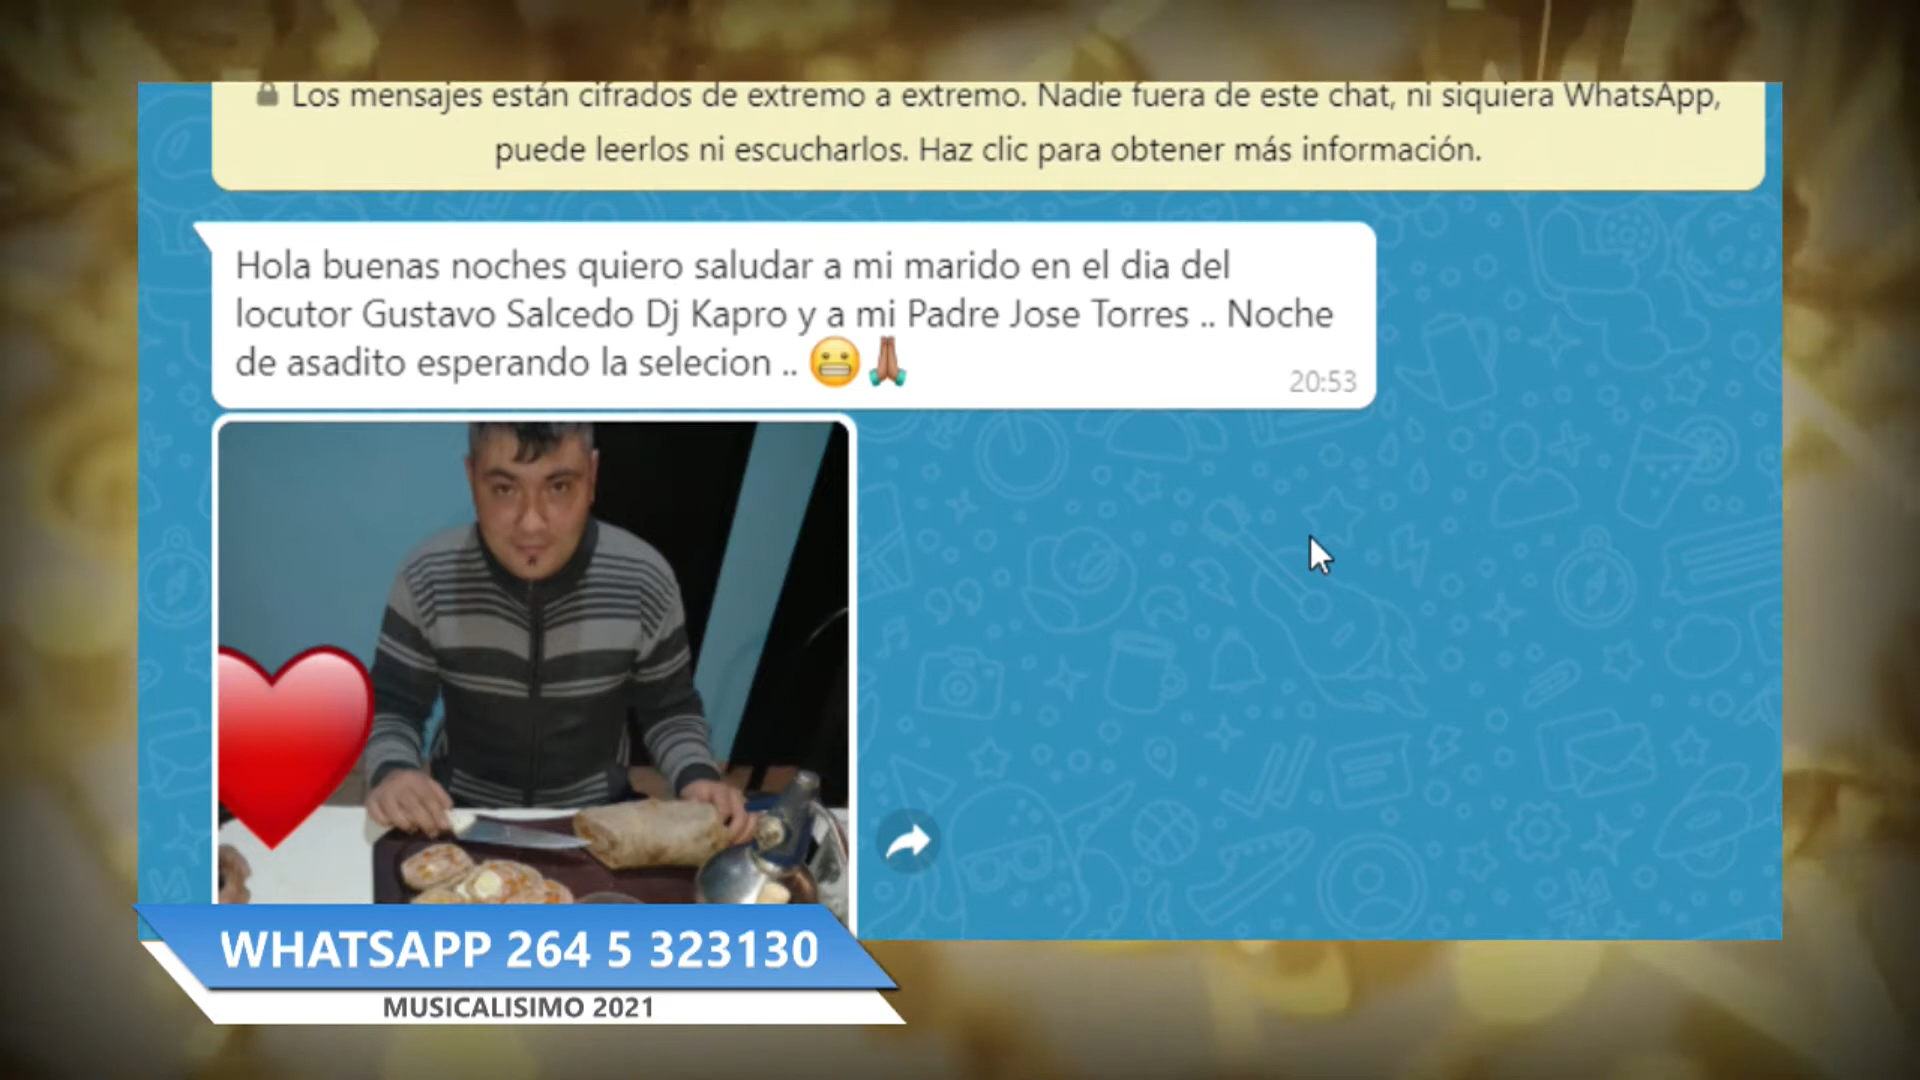 Los mensajes están cifrados de extremo a extremo. Nadie fuera de este chat, ni siquiera WhatsApp,
puede leerlos ni escucharlos. Haz clic para obtener más información.
Hola buenas noches quiero saludar a mi marido en el dia del
locutor Gustavo Salcedo Dj Kapro y a mi Padre Jose Torres .. Noche
de asadito esperando la selecion .. 😬🙏🏽
20:53
WHATSAPP 264 5 323130
MUSICALISIMO 2021